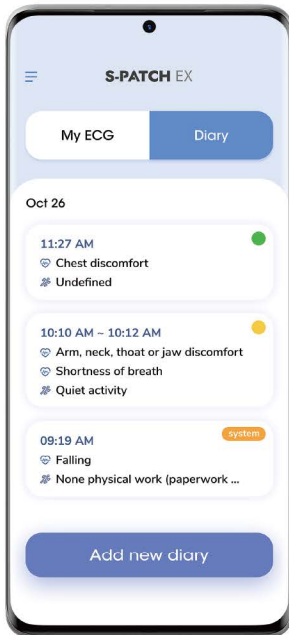 S-PATCH EX
My ECG
Diary
Oct 26
11:27 AM
Chest discomfort
Undefined
10:10 AM ~ 10:12 AM
Arm, neck, thoat or jaw discomfort
Shortness of breath
Quiet activity
system
09:19 AM
Falling
None physical work (paperwork ...
Add new diary